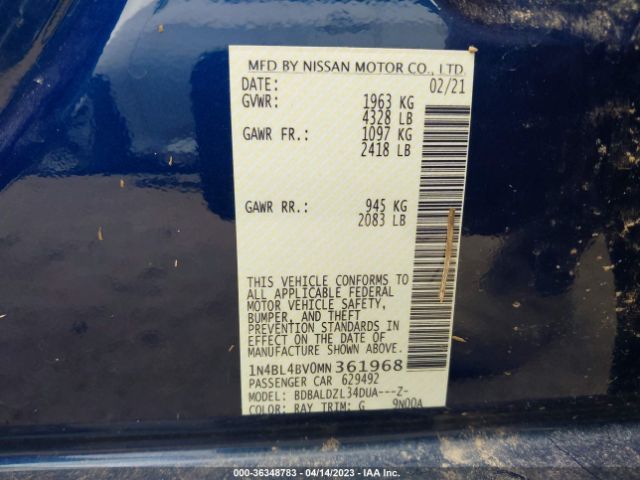 MFD BY NISSAN MOTOR CO., LTD.
DATE: 02/21
GVWR: 1963 KG
4328 LB
GAWR FR.: 1097 KG
2418 LB
GAWR RR.: 945 KG
2083 LB
THIS VEHICLE CONFORMS TO
ALL APPLICABLE FEDERAL
MOTOR VEHICLE SAFETY,
BUMPER, AND THEFT
PREVENTION STANDARDS IN
EFFECT ON THE DATE OF
MANUFACTURE SHOWN ABOVE.
1N4BL4BV0MN361968
PASSENGER CAR 629492
MODEL: BDBALDZL34DUA---Z-
COLOR: RAY TRIM: G 9N00A
000-36348783 - 04/14/2023 - IAA Inc.